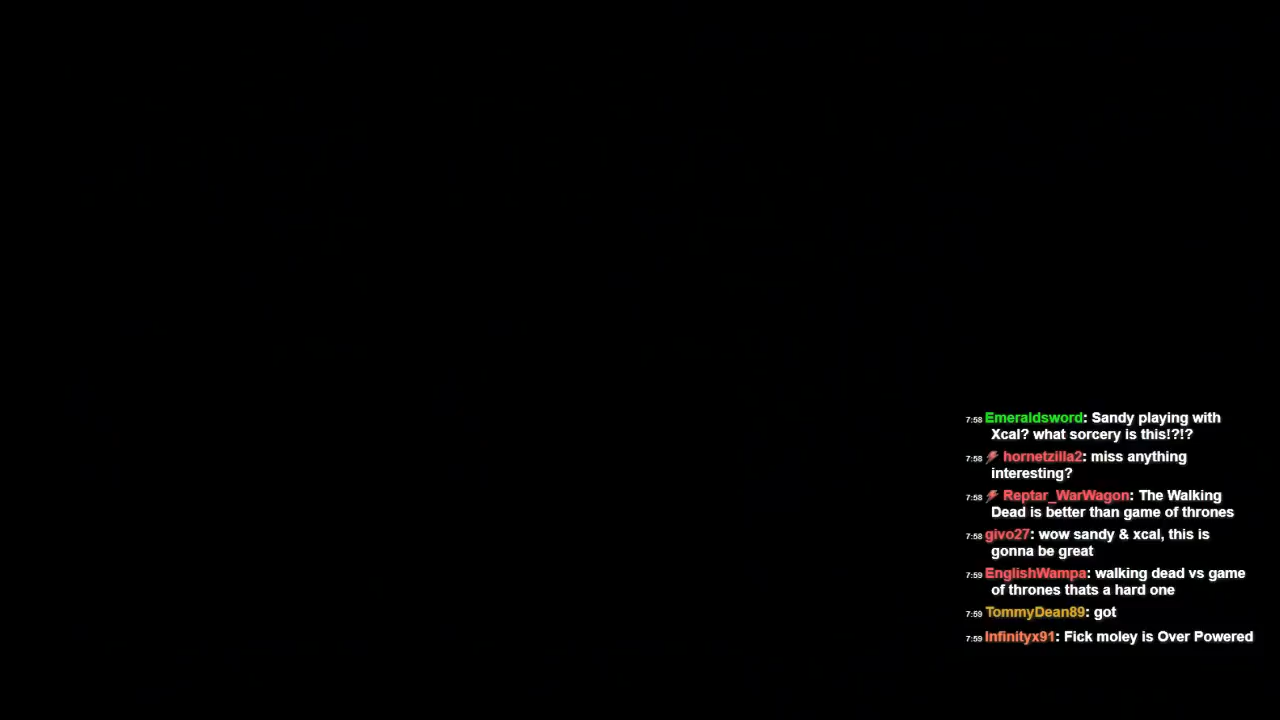 7:58 Emeraldsword: Sandy playing with
Xcal? what sorcery is this!?!?
7:58 hornetzilla2: miss anything
interesting?
7:58 Reptar_WarWagon: The Walking
Dead is better than game of thrones
7:58 givo27: wow sandy & xcal, this is
gonna be great
7:59 EnglishWampa: walking dead vs game
of thrones thats a hard one
7:59 TommyDean89: got
7:59 Infinityx91: Fick moley is Over Powered